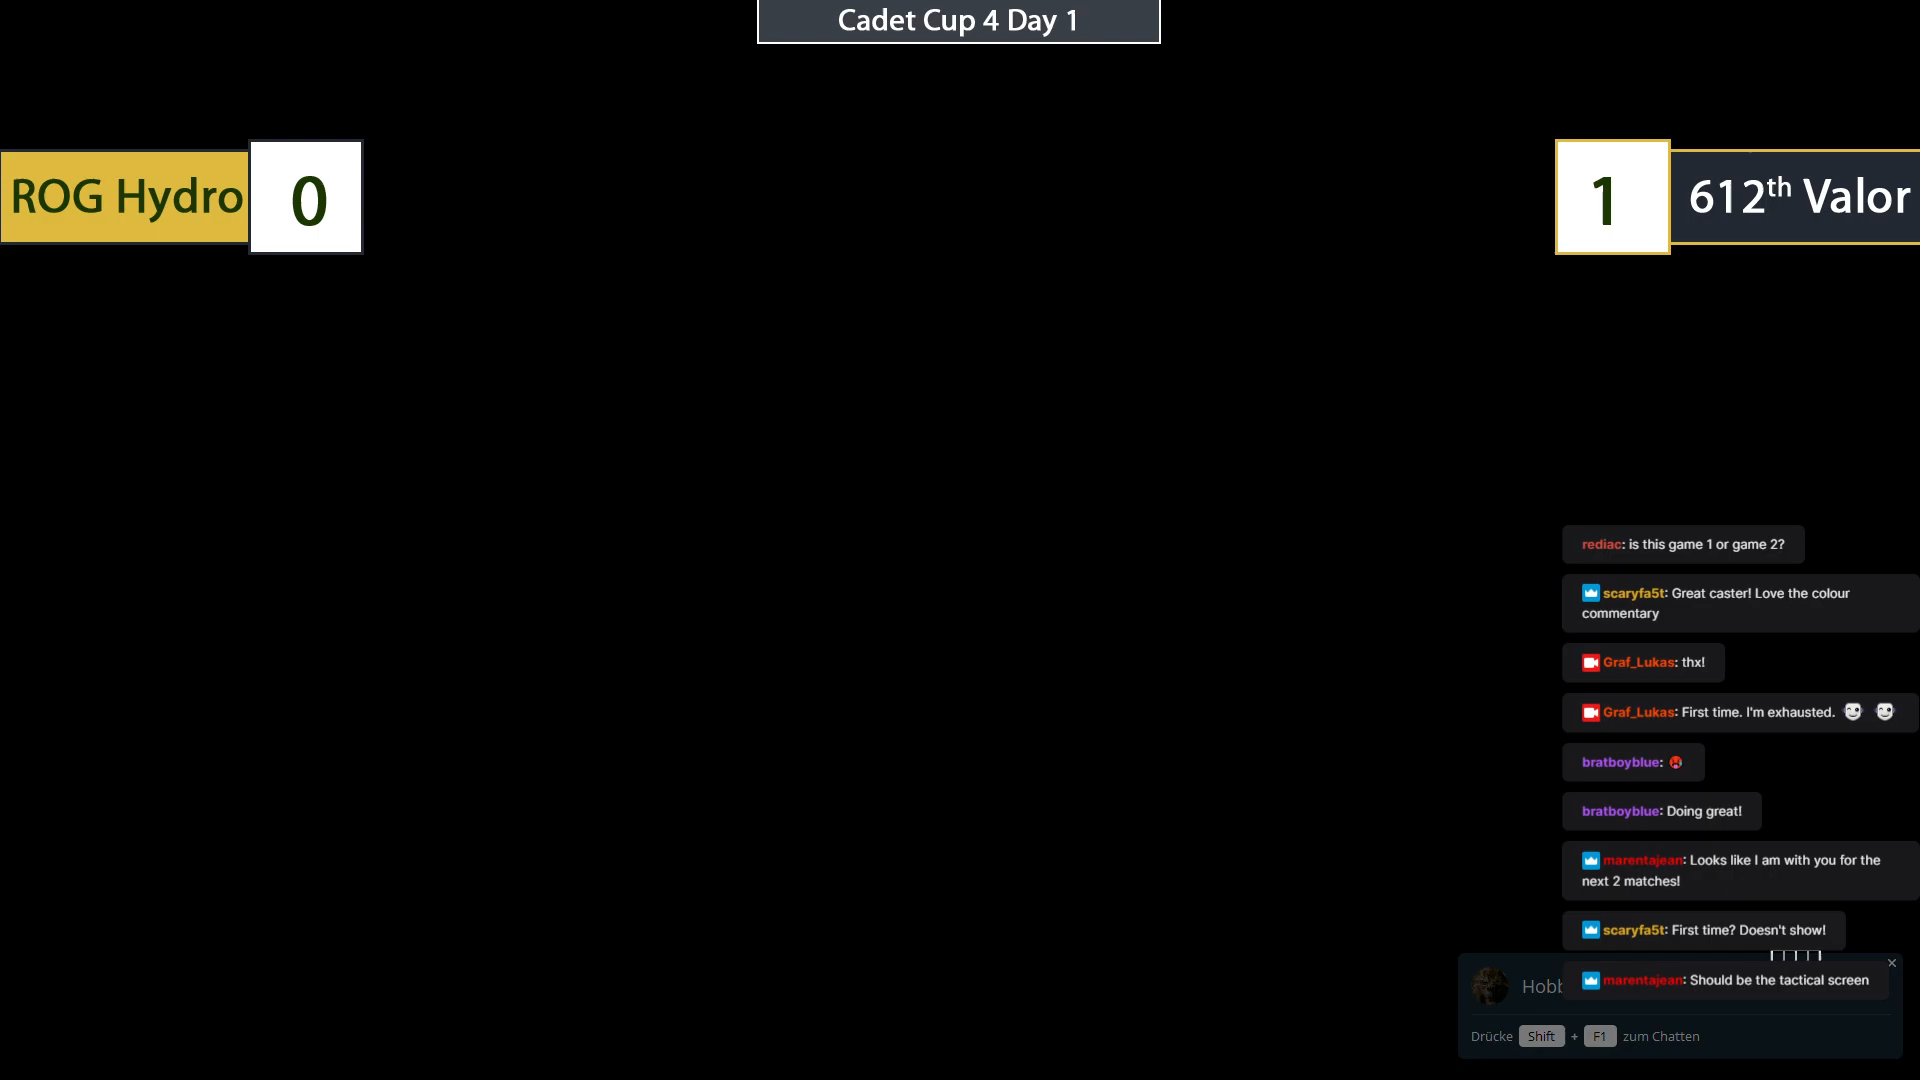 Cadet Cup 4 Day 1
ROG Hydro
0
1
612th Valor
rediac: is this game 1 or game 2?
scaryfa5t: Great caster! Love the colour
commentary
Graf_Lukas: thx!
Graf_Lukas: First time. I'm exhausted.
bratboyblue:
bratboyblue: Doing great!
marentajean: Looks like I am with you for the
next 2 matches!
scaryfa5t: First time? Doesn't show!
marentajean: Should be the tactical screen
Drücke Shift + F1 zum Chatten